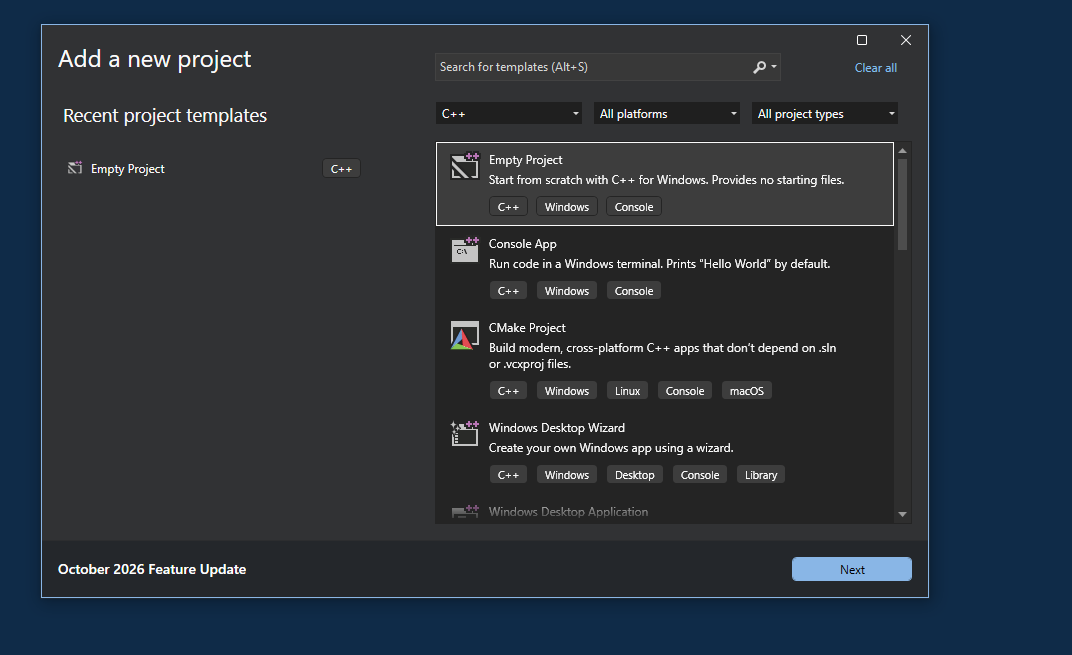 Add a new project
Search for templates (Alt+S)
Clear all
Recent project templates
C++
All platforms
All project types
Empty Project
C++
Empty Project
Start from scratch with C++ for Windows. Provides no starting files.
C++ Windows Console
Console App
Run code in a Windows terminal. Prints "Hello World" by default.
C++ Windows Console
CMake Project
Build modern, cross-platform C++ apps that don't depend on .sln
or .vcxproj files.
C++ Windows Linux Console macOS
Windows Desktop Wizard
Create your own Windows app using a wizard.
C++ Windows Desktop Console Library
Windows Desktop Application
October 2026 Feature Update
Next